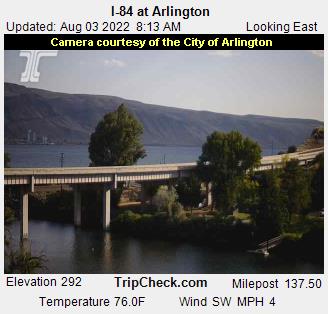 I-84 at Arlington
Updated: Aug 03 2022 8:13 AM Looking East
Camera courtesy of the City of Arlington
Elevation 292 TripCheck.com Milepost 137.50
Temperature 76.0F Wind SW MPH 4